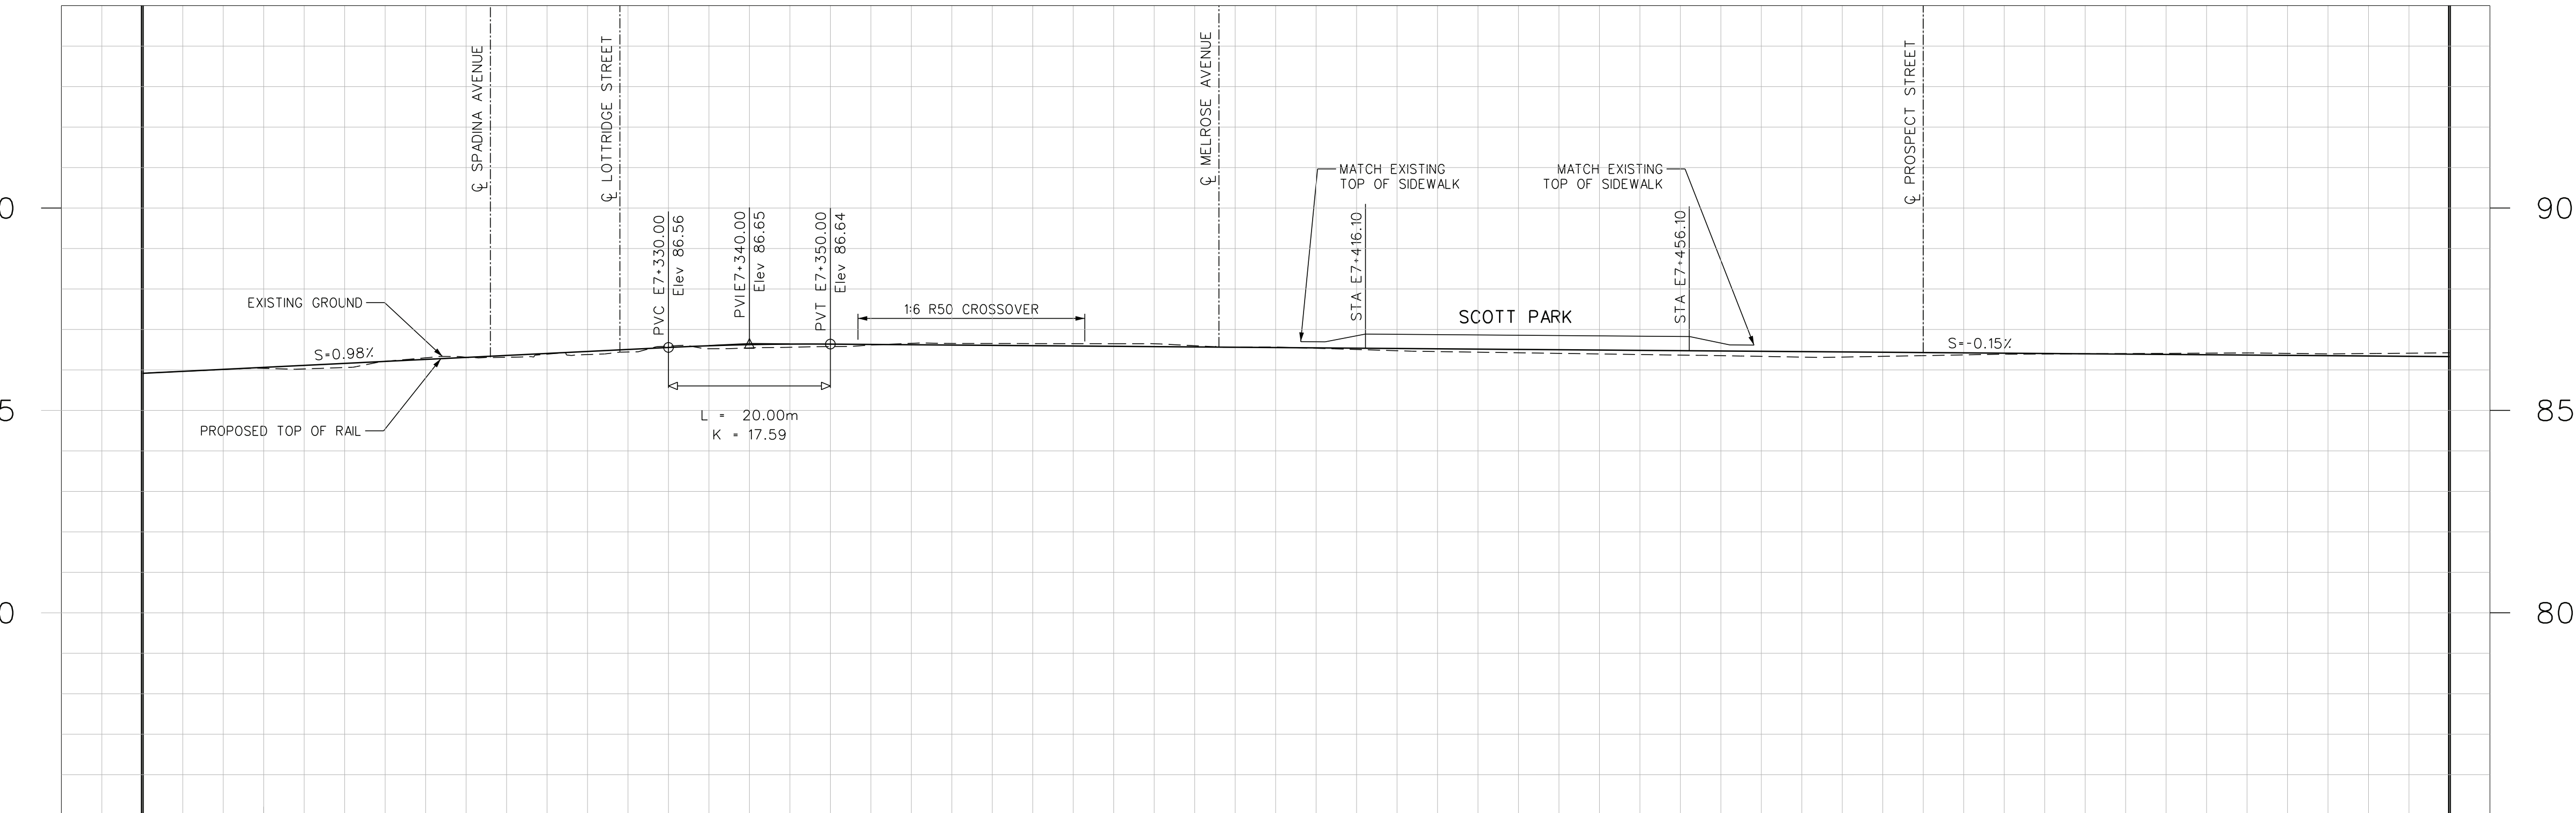 ℄ SPADINA AVENUE
℄ LOTTRIDGE STREET
℄ MELROSE AVENUE
℄ PROSPECT STREET
MATCH EXISTING
TOP OF SIDEWALK
MATCH EXISTING
TOP OF SIDEWALK
0
90
PVC E7+330.00
Elev 86.56
PVI E7+340.00
Elev 86.65
PVT E7+350.00
Elev 86.64
STA E7+416.10
STA E7+456.10
EXISTING GROUND
1:6 R50 CROSSOVER
SCOTT PARK
S=0.98%
S=-0.15%
PROPOSED TOP OF RAIL
L = 20.00m
K = 17.59
5
85
0
80